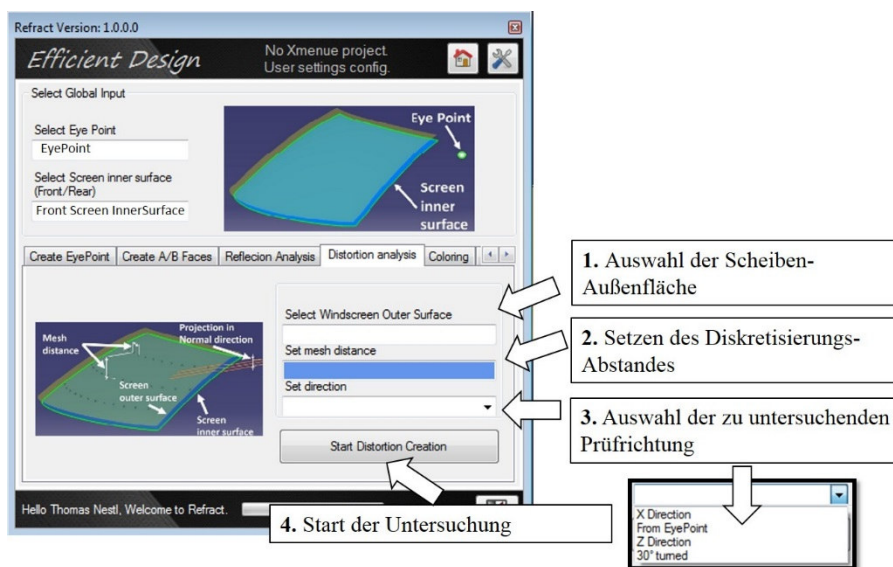 Refract Version: 1.0.0.0
Efficient Design
No Xmenue project.
User settings config.
Select Global Input
Select Eye Point
EyePoint
Select Screen inner surface
(Front/Rear)
Front Screen InnerSurface
Eye Point
Screen
inner
surface
Create EyePoint
Create A/B Faces
Reflecion Analysis
Distortion analysis
Coloring
Mesh
distance
Projection in
Normal direction
Screen
outer surface
Screen
inner surface
Select Windscreen Outer Surface
Set mesh distance
Set direction
Start Distortion Creation
Hello Thomas Nestl, Welcome to Refract.
1. Auswahl der Scheiben-
Außenfläche
2. Setzen des Diskretisierungs-
Abstandes
3. Auswahl der zu untersuchenden
Prüfrichtung
4. Start der Untersuchung
X Direction
From EyePoint
Z Direction
30° turned